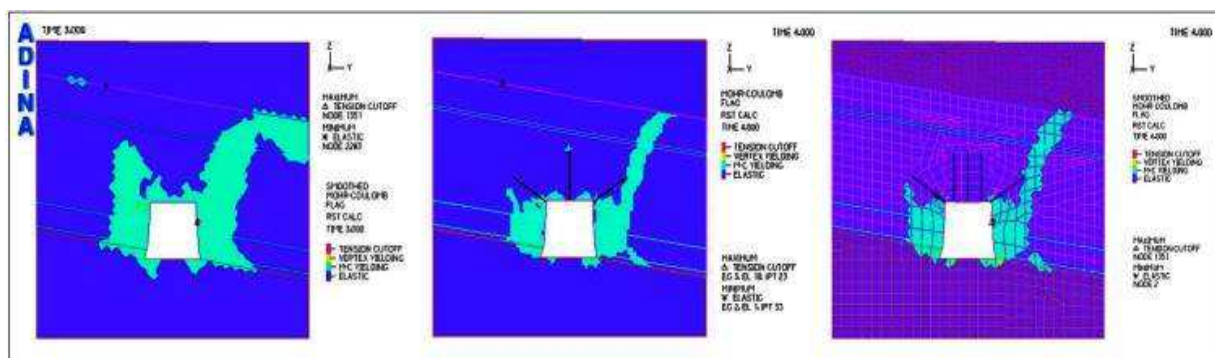 ADINA
TIME 3.000
Z
Y
MAXIMUM
Δ TENSION CUTOFF
NODE 1351
MINIMUM
ELASTIC
SMOOTHED
MOHR-COULOMB
FLAG
RST CALC
TIME 3.000
TENSION CUTOFF
VERTEX YIELDING
M-C YIELDING
ELASTIC
TIME 4.000
Z
Y
MOHR-COULOMB
FLAG
RST CALC
TIME 4.000
TENSION CUTOFF
VERTEX YIELDING
M-C YIELDING
ELASTIC
MAXIMUM
Δ TENSION CUTOFF
MINIMUM
ELASTIC
TIME 4.000
Z
Y
SMOOTHED
MOHR-COULOMB
FLAG
RST CALC
TIME 4.000
TENSION CUTOFF
VERTEX YIELDING
M-C YIELDING
ELASTIC
MAXIMUM
Δ TENSION CUTOFF
NODE 1351
MINIMUM
ELASTIC
NODE 2